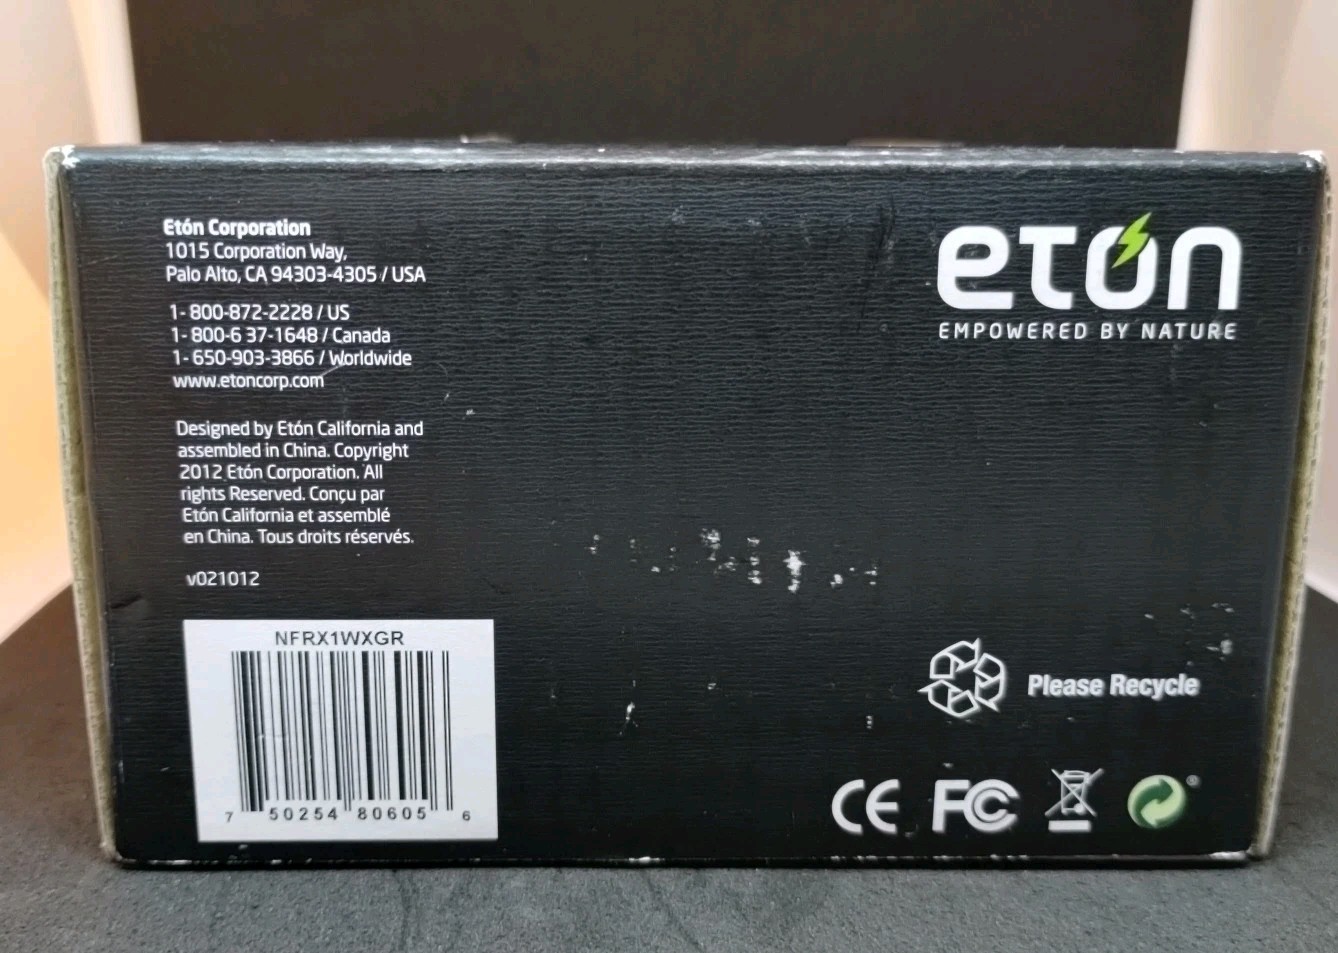 Etón Corporation
1015 Corporation Way,
Palo Alto, CA 94303-4305 / USA
1- 800-872-2228 / US
1- 800-6 37-1648 / Canada
1- 650-903-3866 / Worldwide
www.etoncorp.com
Designed by Etón California and
assembled in China. Copyright
2012 Etón Corporation. All
rights Reserved. Conçu par
Etón California et assemblé
en China. Tous droits réservés.
v021012
NFRX1WXGR
7 50254 80605 6
etón
EMPOWERED BY NATURE
Please Recycle
CE FC
®